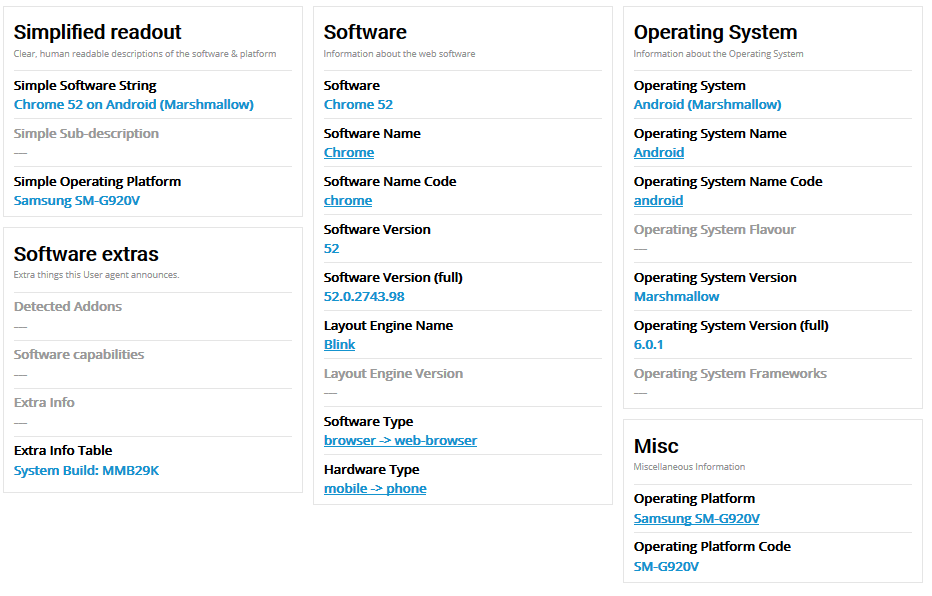 Simplified readout
Clear, human readable descriptions of the software & platform
Simple Software String
Chrome 52 on Android (Marshmallow)
Simple Sub-description
—
Simple Operating Platform
Samsung SM-G920V
Software extras
Extra things this User agent announces.
Detected Addons
—
Software capabilities
—
Extra Info
—
Extra Info Table
System Build: MMB29K
Software
Information about the web software
Software
Chrome 52
Software Name
Chrome
Software Name Code
chrome
Software Version
52
Software Version (full)
52.0.2743.98
Layout Engine Name
Blink
Layout Engine Version
—
Software Type
browser -> web-browser
Hardware Type
mobile -> phone
Operating System
Information about the Operating System
Operating System
Android (Marshmallow)
Operating System Name
Android
Operating System Name Code
android
Operating System Flavour
—
Operating System Version
Marshmallow
Operating System Version (full)
6.0.1
Operating System Frameworks
—
Misc
Miscellaneous Information
Operating Platform
Samsung SM-G920V
Operating Platform Code
SM-G920V